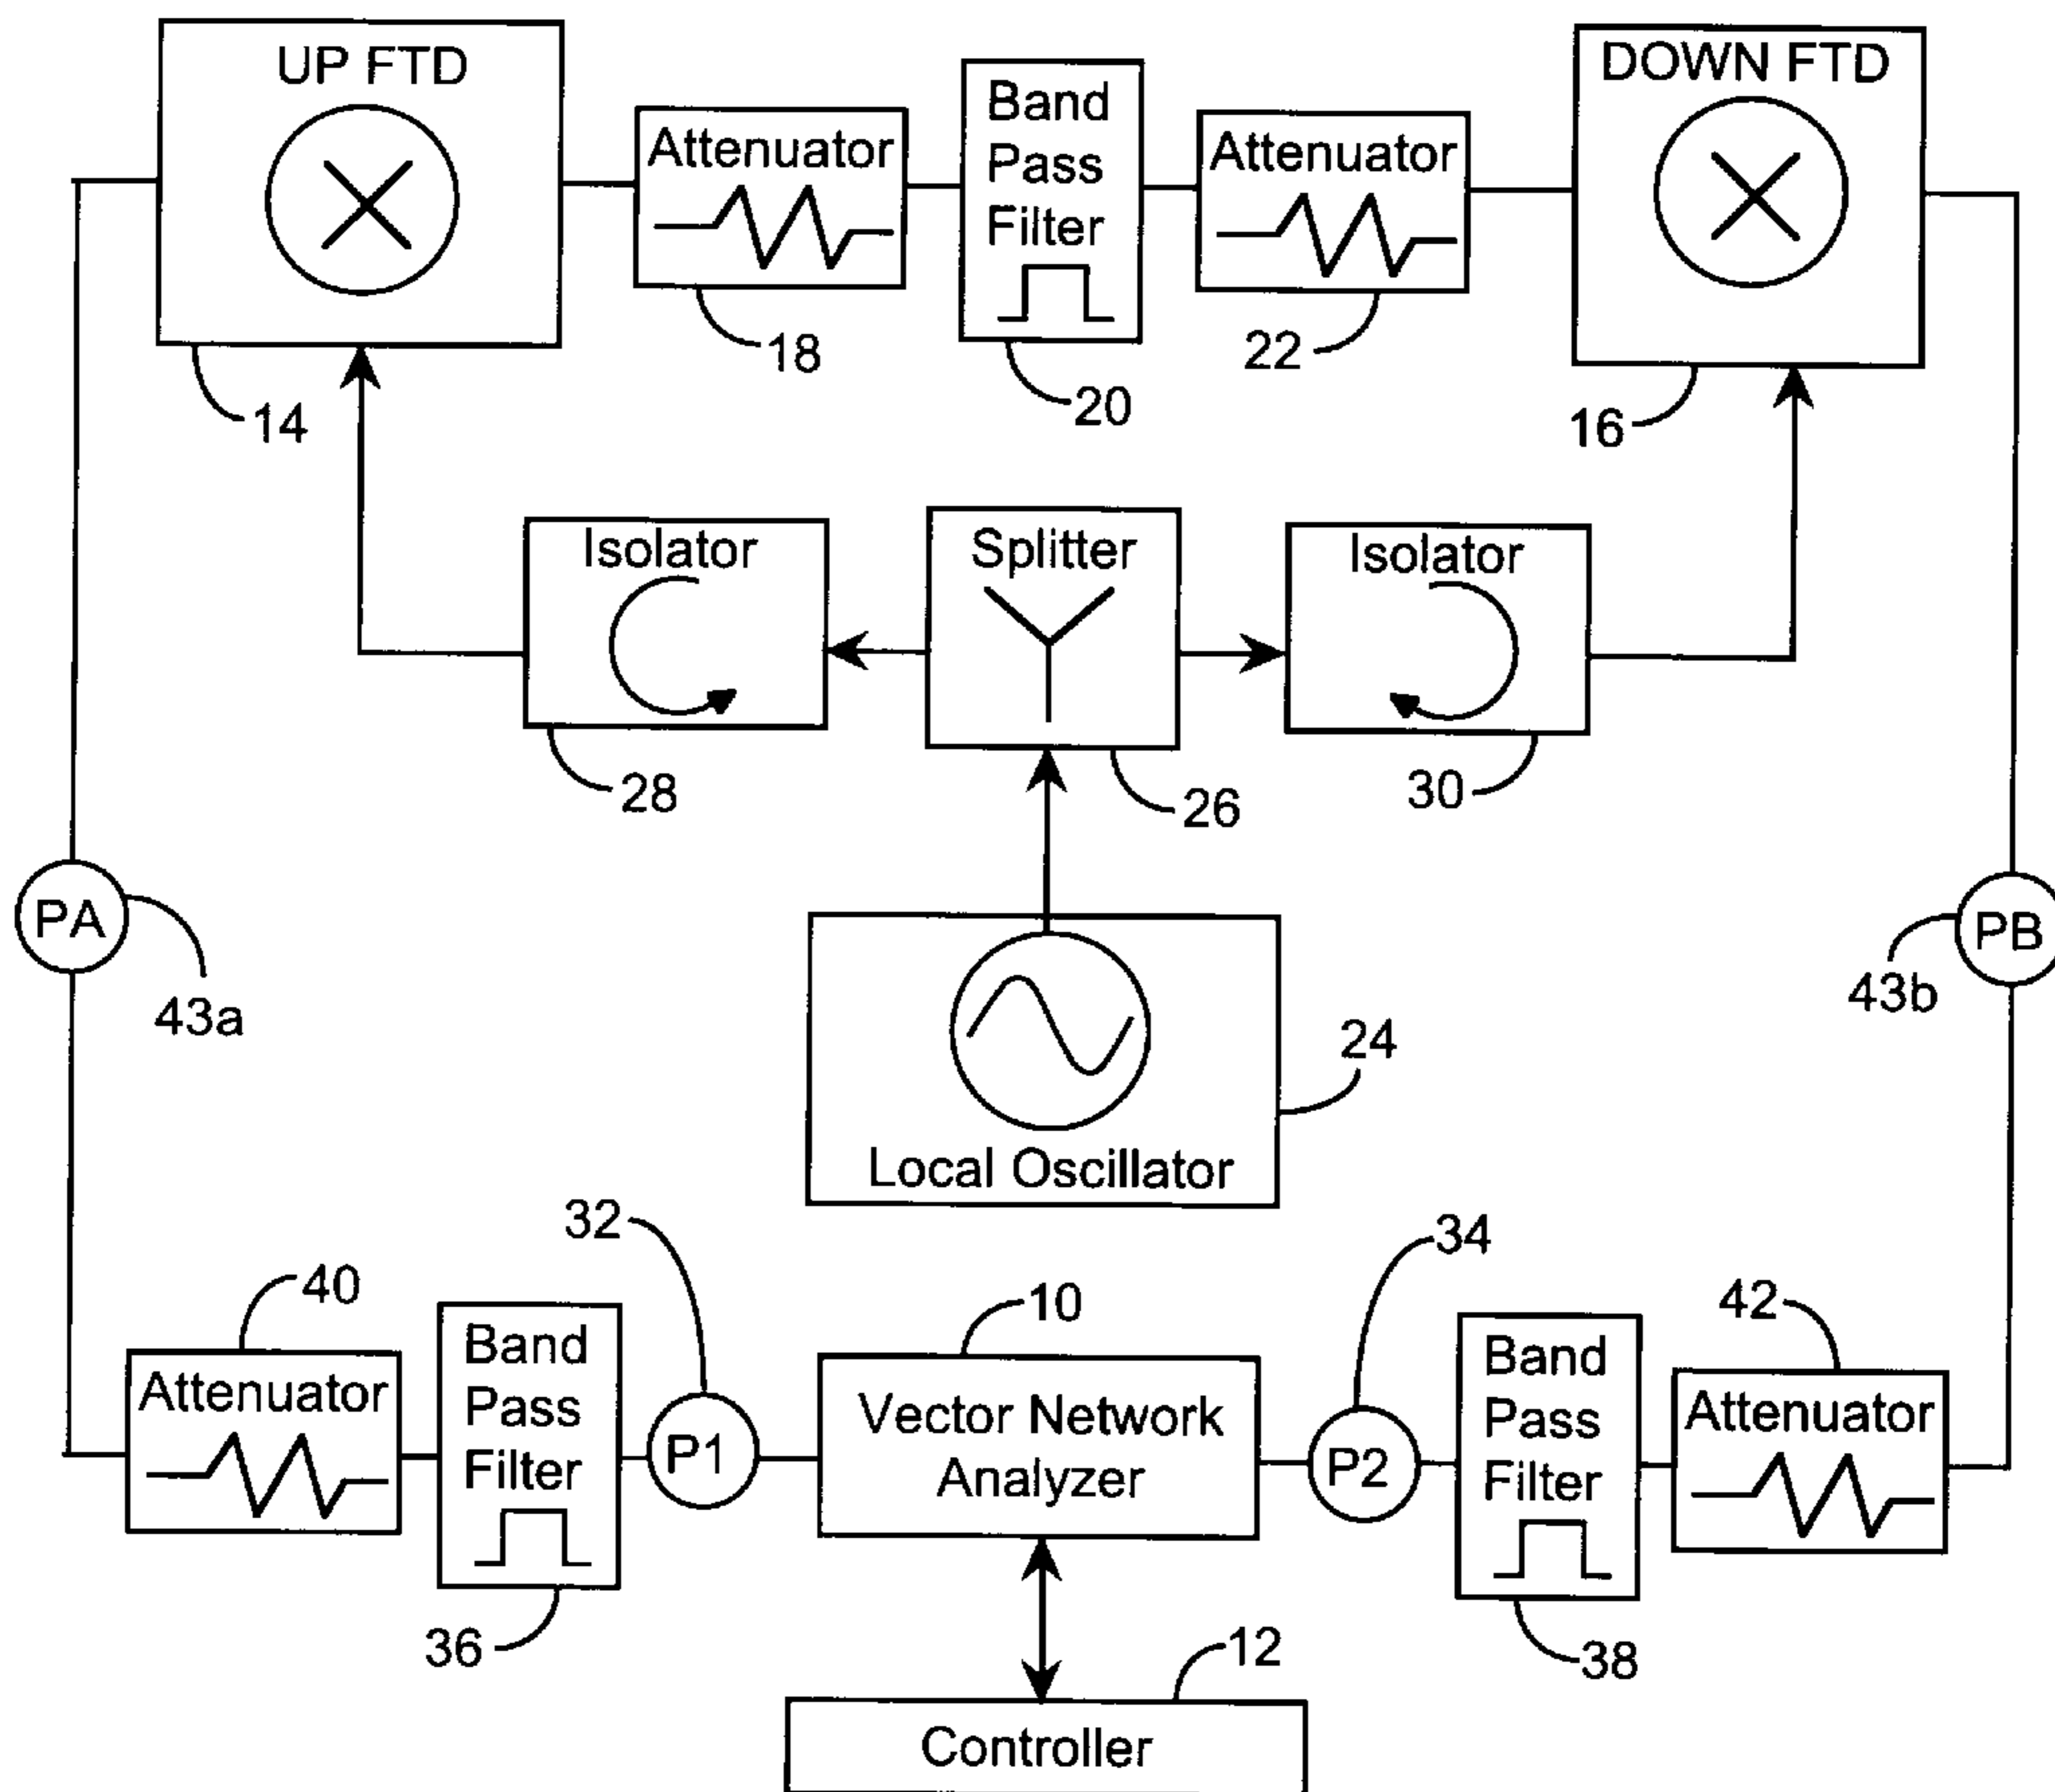 UP FTD
DOWN FTD
Band
Pass
Filter
Attenuator
Attenuator
18
22
20
14
16
Isolator
Splitter
Isolator
28
26
30
PA
PB
43a
43b
24
Local Oscillator
32
34
40
10
42
Band
Pass
Filter
Attenuator
P1
Vector Network
Analyzer
P2
Band
Pass
Filter
Attenuator
36
12
38
Controller